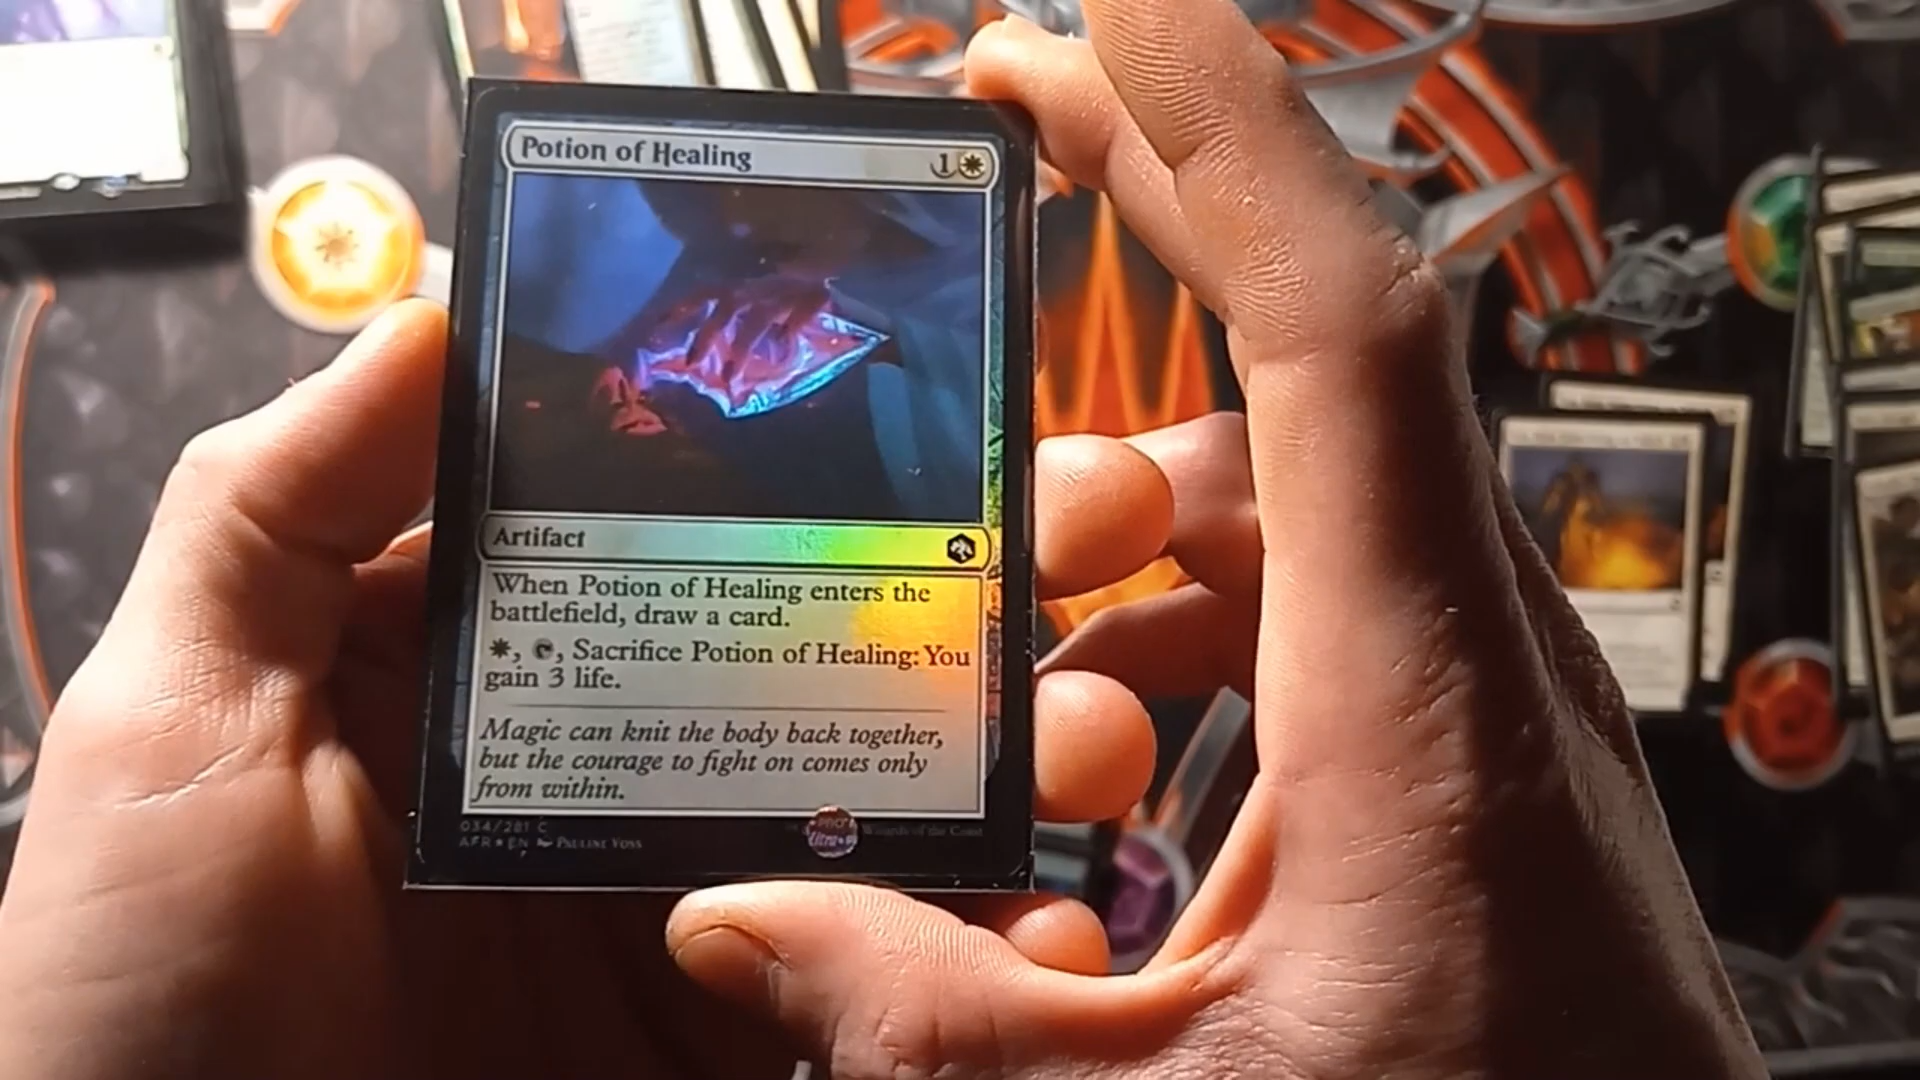 Potion of Healing 1
Artifact
When Potion of Healing enters the
battlefield, draw a card.
, , Sacrifice Potion of Healing: You
gain 3 life.
Magic can knit the body back together,
but the courage to fight on comes only
from within.
034/281 C
AFR★EN Pauline Voss
Wizards of the Coast
PRO
Ultra